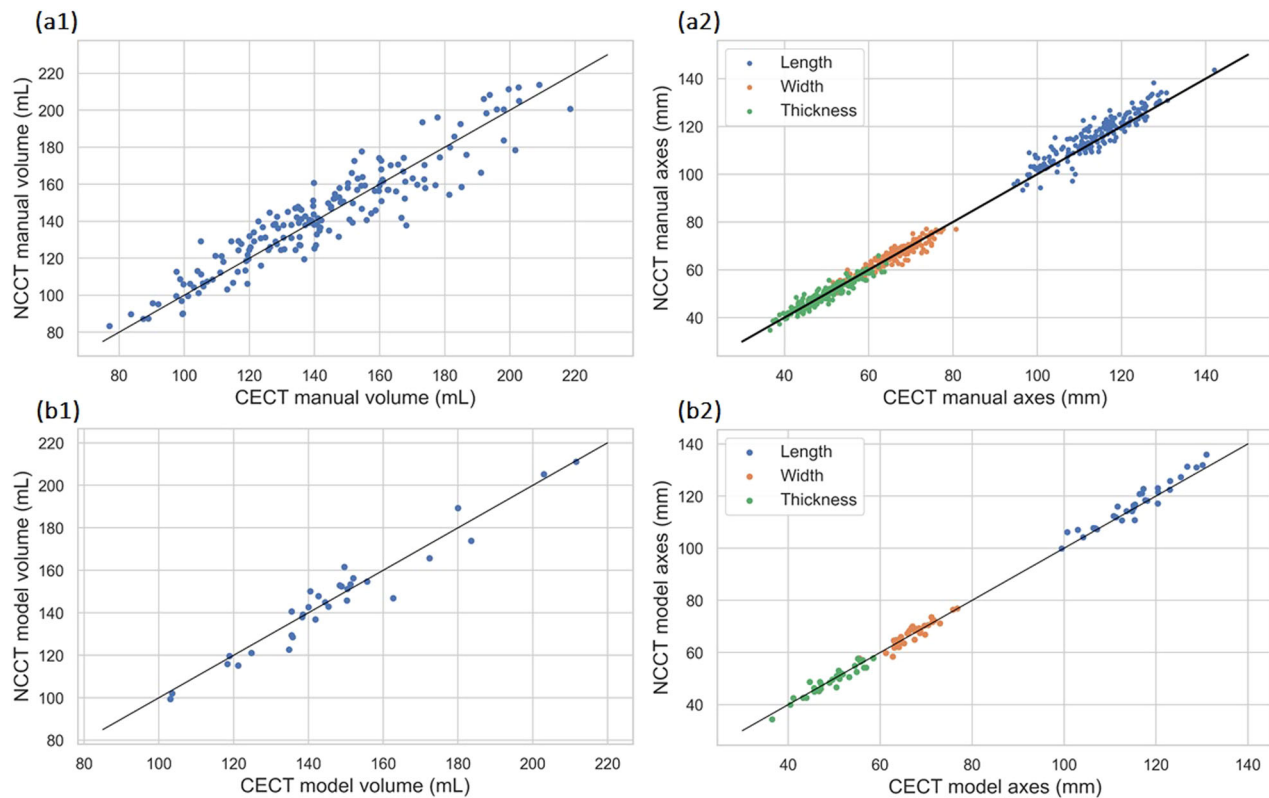 (a1)
220
200
180
160
140
120
100
80
NCCT manual volume (mL)
80 100 120 140 160 180 200 220
CECT manual volume (mL)
(a2)
Length
Width
Thickness
140
120
100
80
60
40
NCCT manual axes (mm)
40 60 80 100 120 140
CECT manual axes (mm)
(b1)
220
200
180
160
140
120
100
80
NCCT model volume (mL)
80 100 120 140 160 180 200 220
CECT model volume (mL)
(b2)
Length
Width
Thickness
140
120
100
80
60
40
NCCT model axes (mm)
40 60 80 100 120 140
CECT model axes (mm)